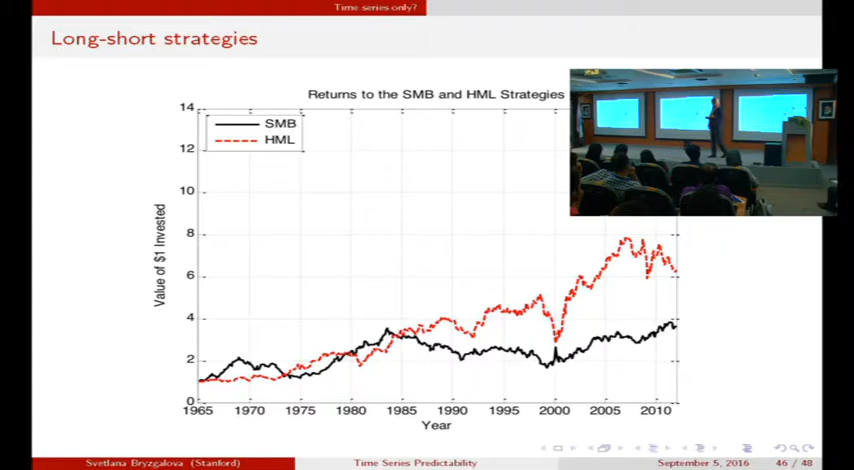 Time series only?
Long-short strategies
Returns to the SMB and HML Strategies
SMB
HML
14
12
10
8
6
4
2
0
Value of $1 Invested
1965 1970 1975 1980 1985 1990 1995 2000 2005 2010
Year
Svetlana Bryzgalova (Stanford) Time Series Predictability September 5, 2016 46 / 48